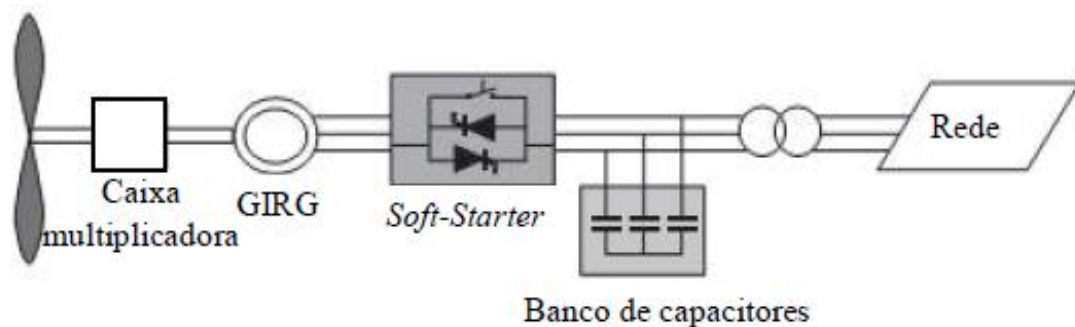 Caixa
multiplicadora
GIRG
Soft-Starter
Rede
Banco de capacitores